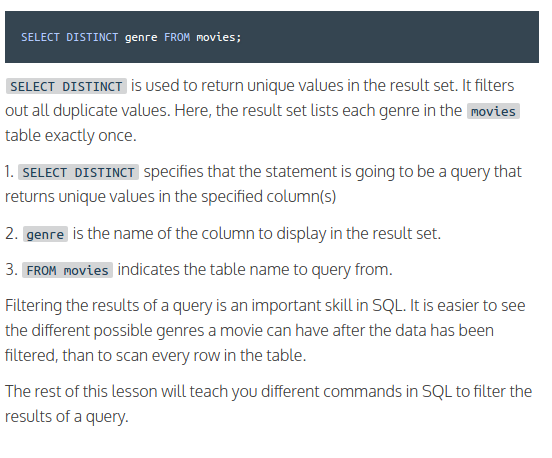 SELECT DISTINCT genre FROM movies;
SELECT DISTINCT is used to return unique values in the result set. It filters
out all duplicate values. Here, the result set lists each genre in the movies
table exactly once.
1. SELECT DISTINCT specifies that the statement is going to be a query that
returns unique values in the specified column(s)
2. genre is the name of the column to display in the result set.
3. FROM movies indicates the table name to query from.
Filtering the results of a query is an important skill in SQL. It is easier to see
the different possible genres a movie can have after the data has been
filtered, than to scan every row in the table.
The rest of this lesson will teach you different commands in SQL to filter the
results of a query.